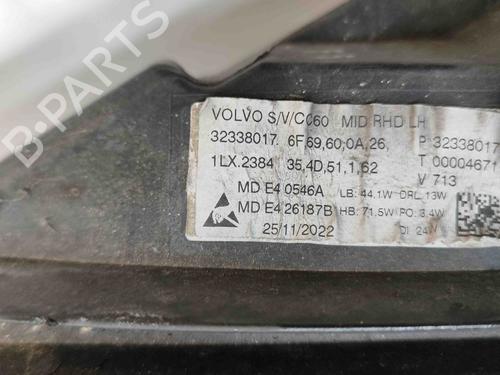 VOLVO S/V/C060 MID RHD LH
32338017. 6F,69,60,0A,26, P 32338017
1LX.2384 35,4D,51,1,62 T 00004671
V 713
MD E4 0546A LB: 44.1W DRL: 13W
MD E4 26187B HB: 71.5W PO: 3.4W
25/11/2022 DI 24W
B-PARTS